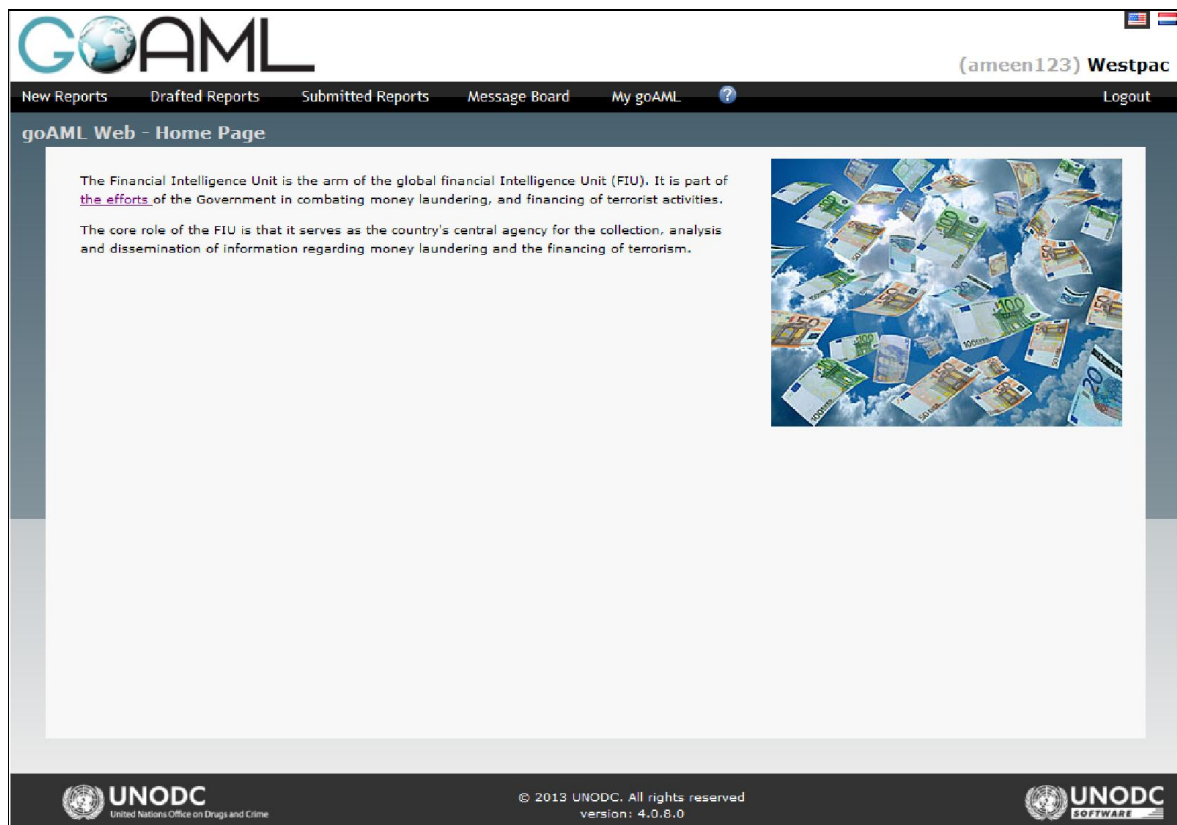 GOAML
(ameen123) Westpac
New Reports Drafted Reports Submitted Reports Message Board My goAML ? Logout
goAML Web - Home Page
The Financial Intelligence Unit is the arm of the global financial Intelligence Unit (FIU). It is part of
the efforts of the Government in combating money laundering, and financing of terrorist activities.
The core role of the FIU is that it serves as the country's central agency for the collection, analysis
and dissemination of information regarding money laundering and the financing of terrorism.
UNODC
United Nations Office on Drugs and Crime
© 2013 UNODC. All rights reserved
version: 4.0.8.0
UNODC
SOFTWARE